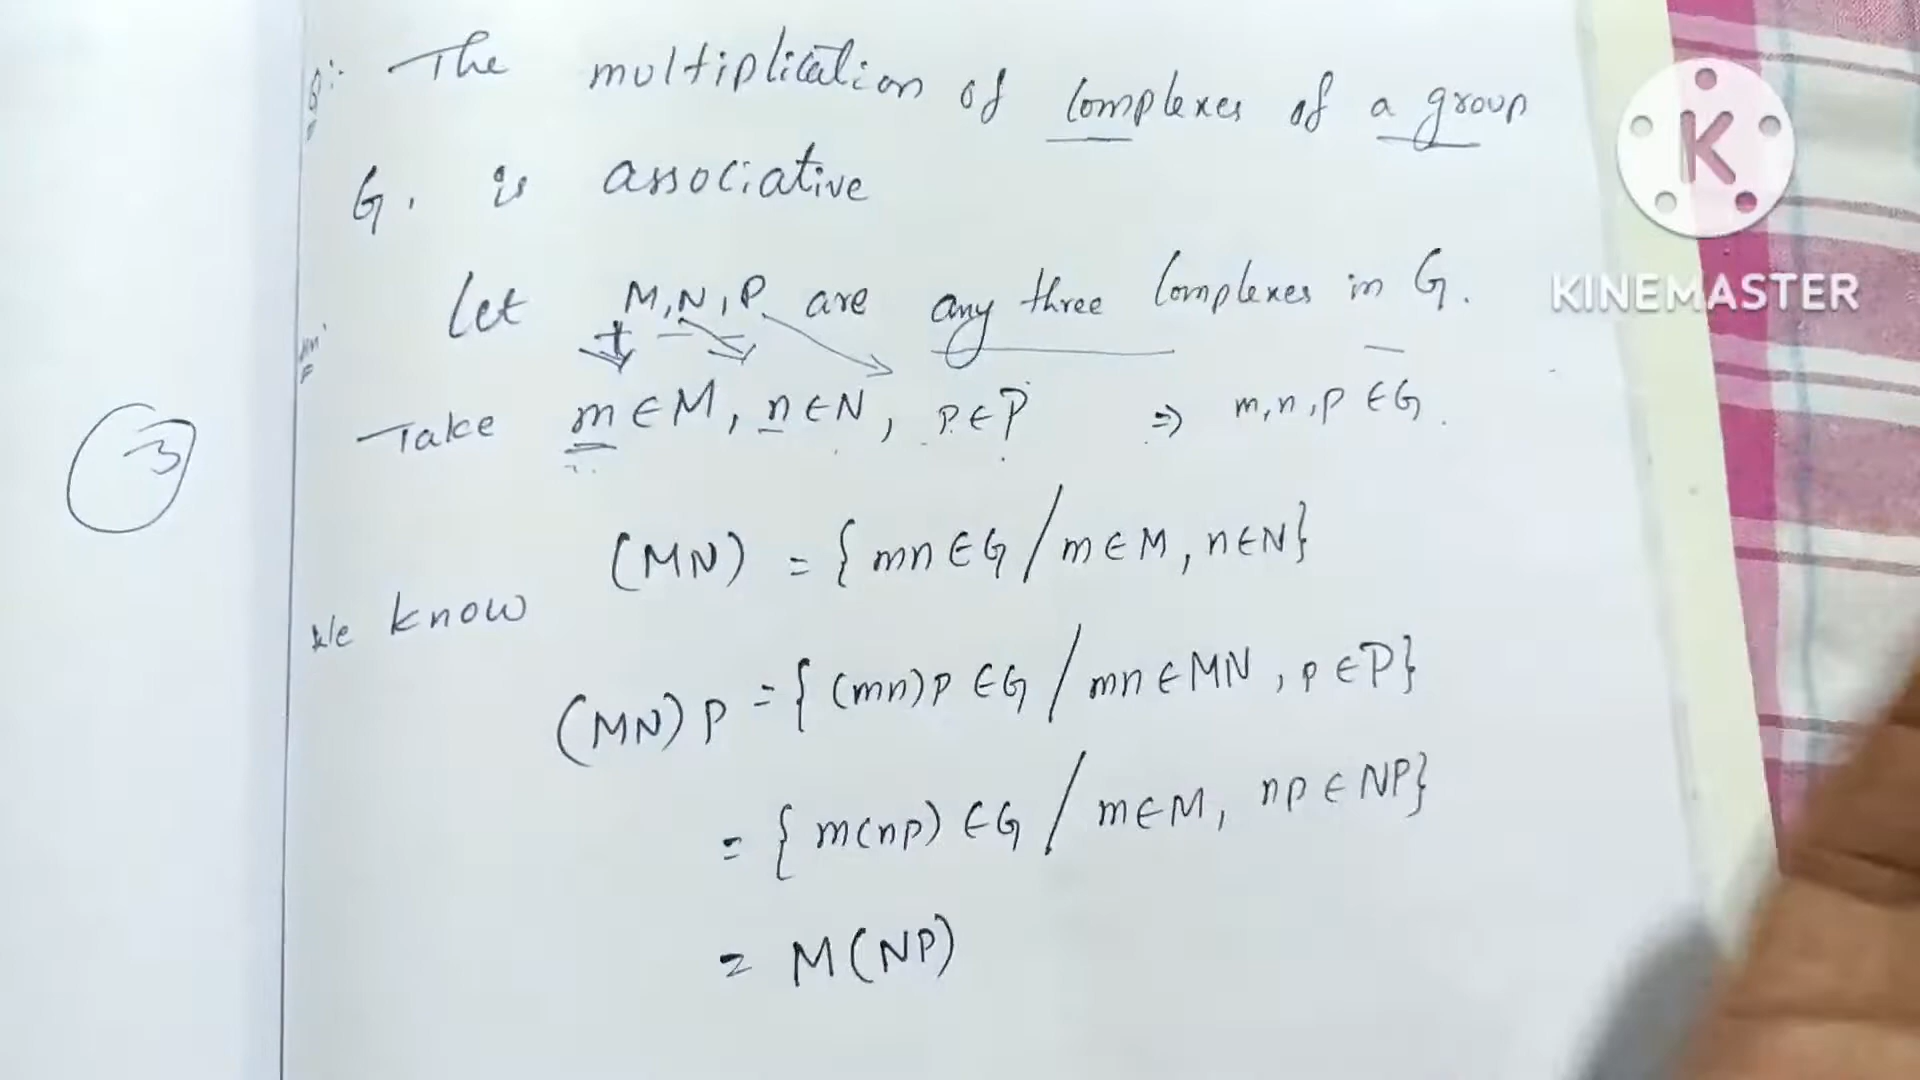 The multiplication of Complexes of a group
G. is associative
Let M, N, P are any three Complexes in G.
Take m ∈ M, n ∈ N, p ∈ P ⇒ m, n, p ∈ G.
(MN) = { mn ∈ G / m ∈ M, n ∈ N}
We know
(MN) P = { (mn)p ∈ G / mn ∈ MN, p ∈ P}
= { m(np) ∈ G / m ∈ M, np ∈ NP}
= M(NP)
3
K
KINEMASTER